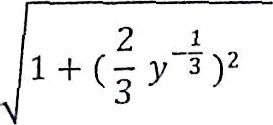 √(1 + (2/3 y^(-1/3))^2)